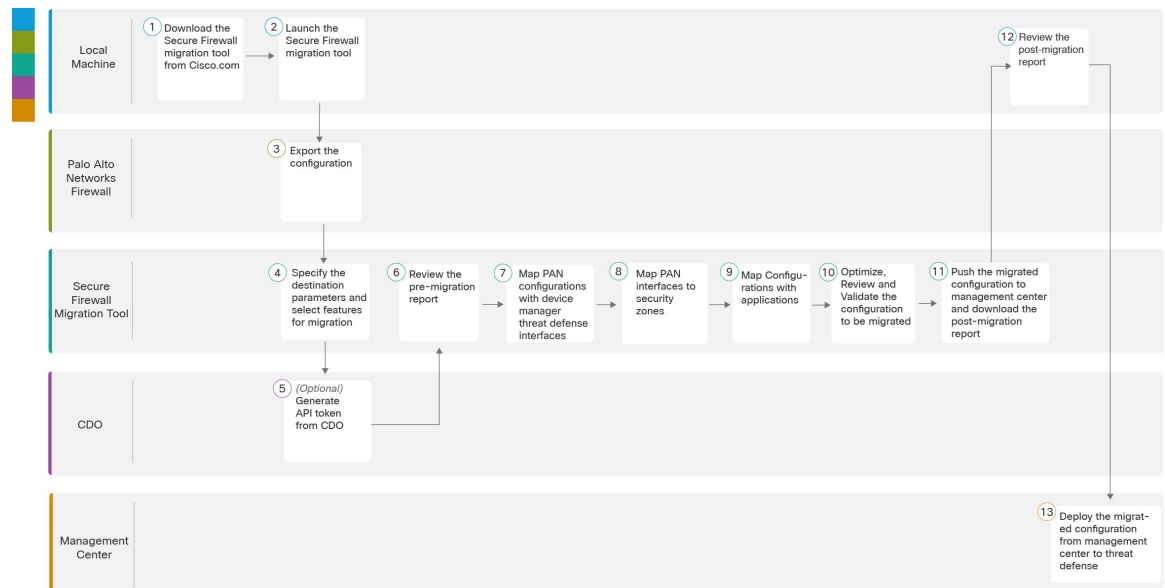 Local
Machine
1
Download the
Secure Firewall
migration tool
from Cisco.com
2
Launch the
Secure Firewall
migration tool
12
Review the
post-migration
report
Palo Alto
Networks
Firewall
3
Export the
configuration
Secure
Firewall
Migration Tool
4
Specify the
destination
parameters and
select features
for migration
6
Review the
pre-migration
report
7
Map PAN
configurations
with device
manager
threat defense
interfaces
8
Map PAN
interfaces to
security
zones
9
Map Configu-
rations with
applications
10
Optimize,
Review and
Validate the
configuration
to be migrated
11
Push the migrated
configuration to
management center
and download the
post-migration
report
CDO
5
(Optional)
Generate
API token
from CDO
Management
Center
13
Deploy the migrat-
ed configuration
from management
center to threat
defense